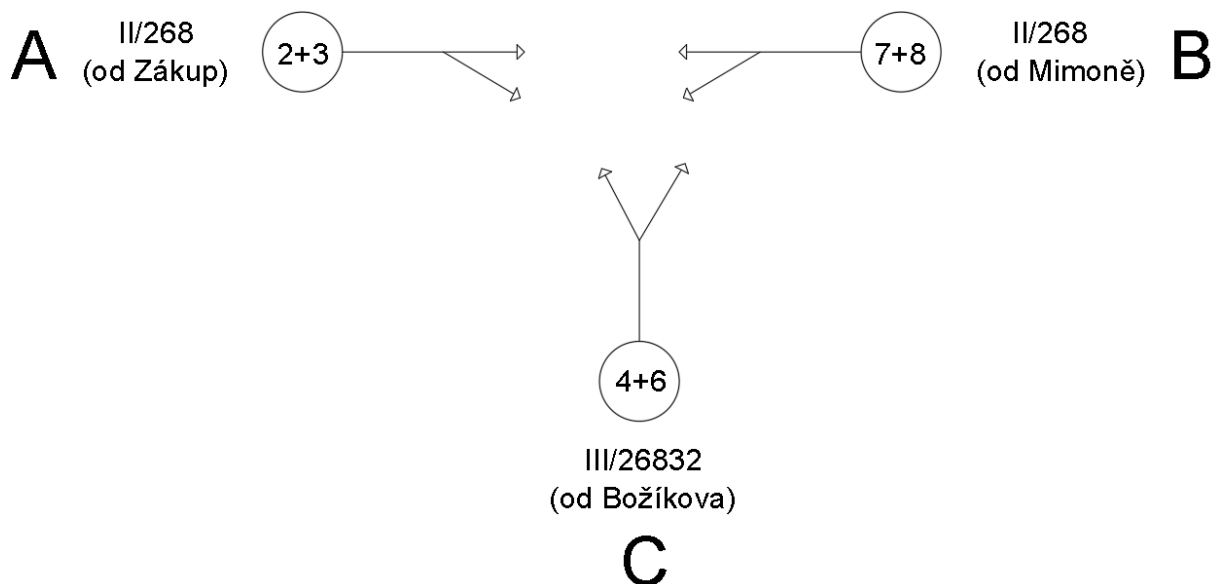 A
II/268
(od Zákup)
2+3
7+8
II/268
(od Mimoně)
B
4+6
III/26832
(od Božíkova)
C